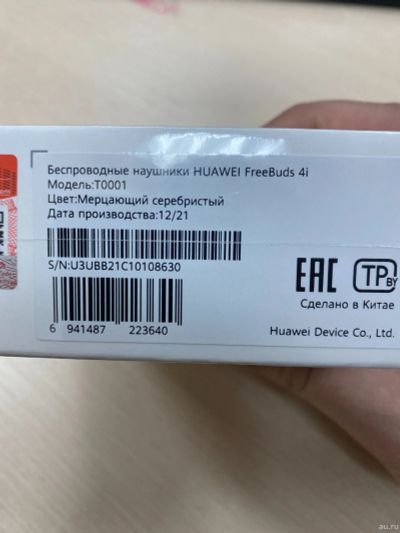 Беспроводные наушники HUAWEI FreeBuds 4i
Модель:T0001
Цвет:Мерцающий серебристый
Дата производства:12/21
S/N:U3UBB21C10108630
EAC TP BY
Сделано в Китае
6 941487 223640
Huawei Device Co., Ltd.
au.ru